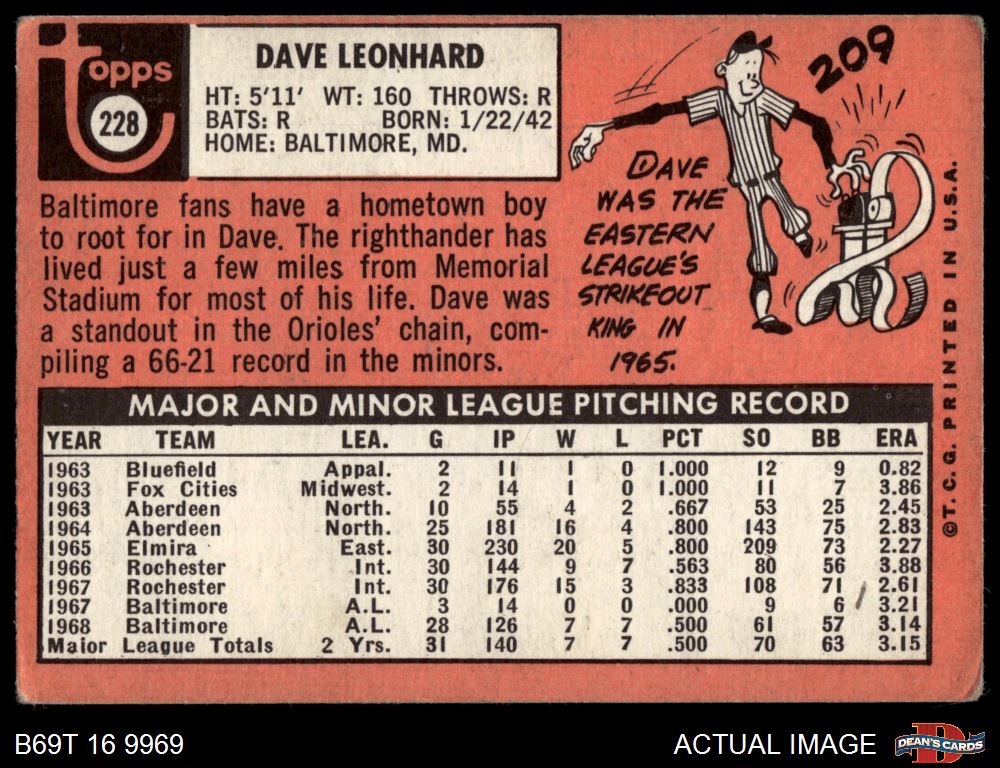 Topps
228
DAVE LEONHARD
HT: 5'11' WT: 160 THROWS: R
BATS: R BORN: 1/22/42
HOME: BALTIMORE, MD.
Baltimore fans have a hometown boy
to root for in Dave. The righthander has
lived just a few miles from Memorial
Stadium for most of his life. Dave was
a standout in the Orioles' chain, com-
piling a 66-21 record in the minors.
209
DAVE
WAS THE
EASTERN
LEAGUE'S
STRIKEOUT
KING IN
1965.
MAJOR AND MINOR LEAGUE PITCHING RECORD
YEAR TEAM LEA. G IP W L PCT SO BB ERA
1963 Bluefield Appal. 2 11 1 0 1.000 12 9 0.82
1963 Fox Cities Midwest. 2 14 1 0 1.000 11 7 3.86
1963 Aberdeen North. 10 55 4 2 .667 53 25 2.45
1964 Aberdeen North. 25 181 16 4 .800 143 75 2.83
1965 Elmira East. 30 230 20 5 .800 209 73 2.27
1966 Rochester Int. 30 144 9 7 .563 80 56 3.88
1967 Rochester Int. 30 176 15 3 .833 108 71 2.61
1967 Baltimore A.L. 3 14 0 0 .000 9 6 3.21
1968 Baltimore A.L. 28 126 7 7 .500 61 57 3.14
Major League Totals 2 Yrs. 31 140 7 7 .500 70 63 3.15
©T.C.G. PRINTED IN U.S.A.
B69T 16 9969
ACTUAL IMAGE
D
DEAN'S CARDS